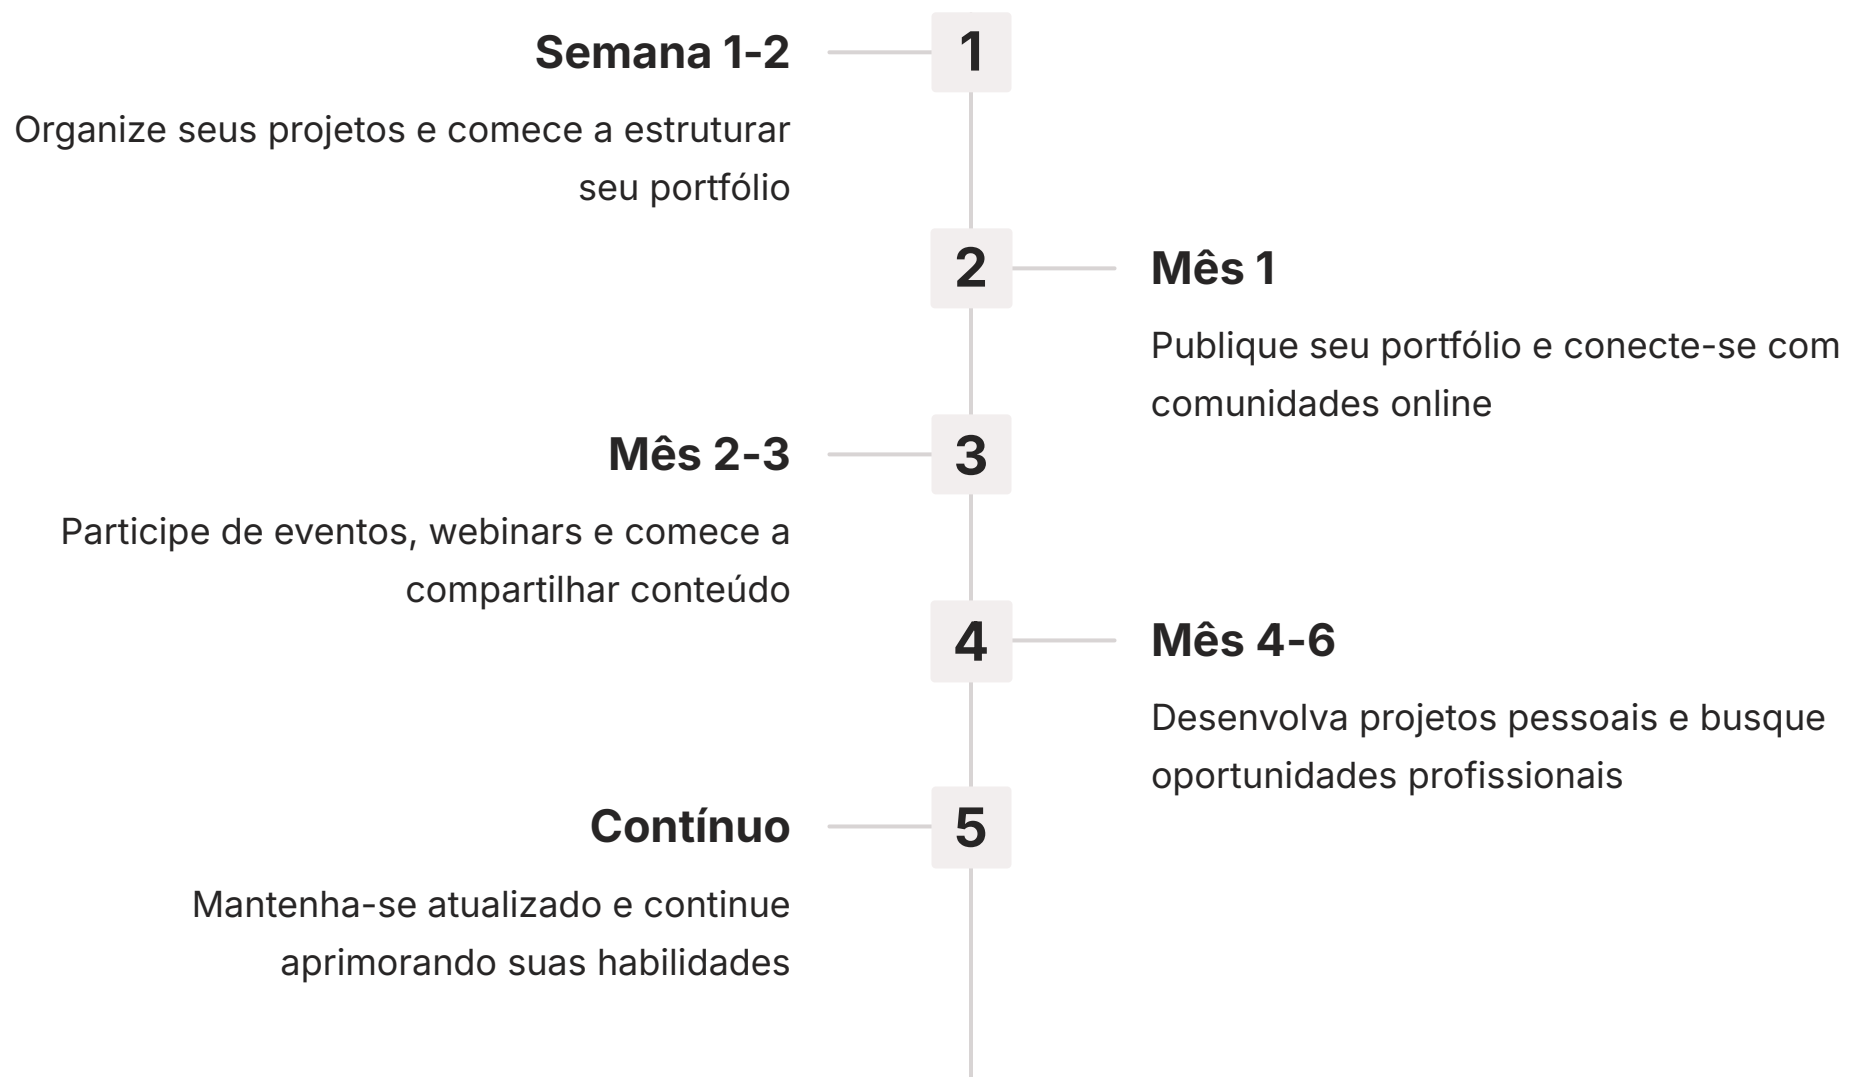 1
Semana 1-2
Organize seus projetos e comece a estruturar
seu portfólio
2
Mês 1
Publique seu portfólio e conecte-se com
comunidades online
3
Mês 2-3
Participe de eventos, webinars e comece a
compartilhar conteúdo
4
Mês 4-6
Desenvolva projetos pessoais e busque
oportunidades profissionais
5
Contínuo
Mantenha-se atualizado e continue
aprimorando suas habilidades